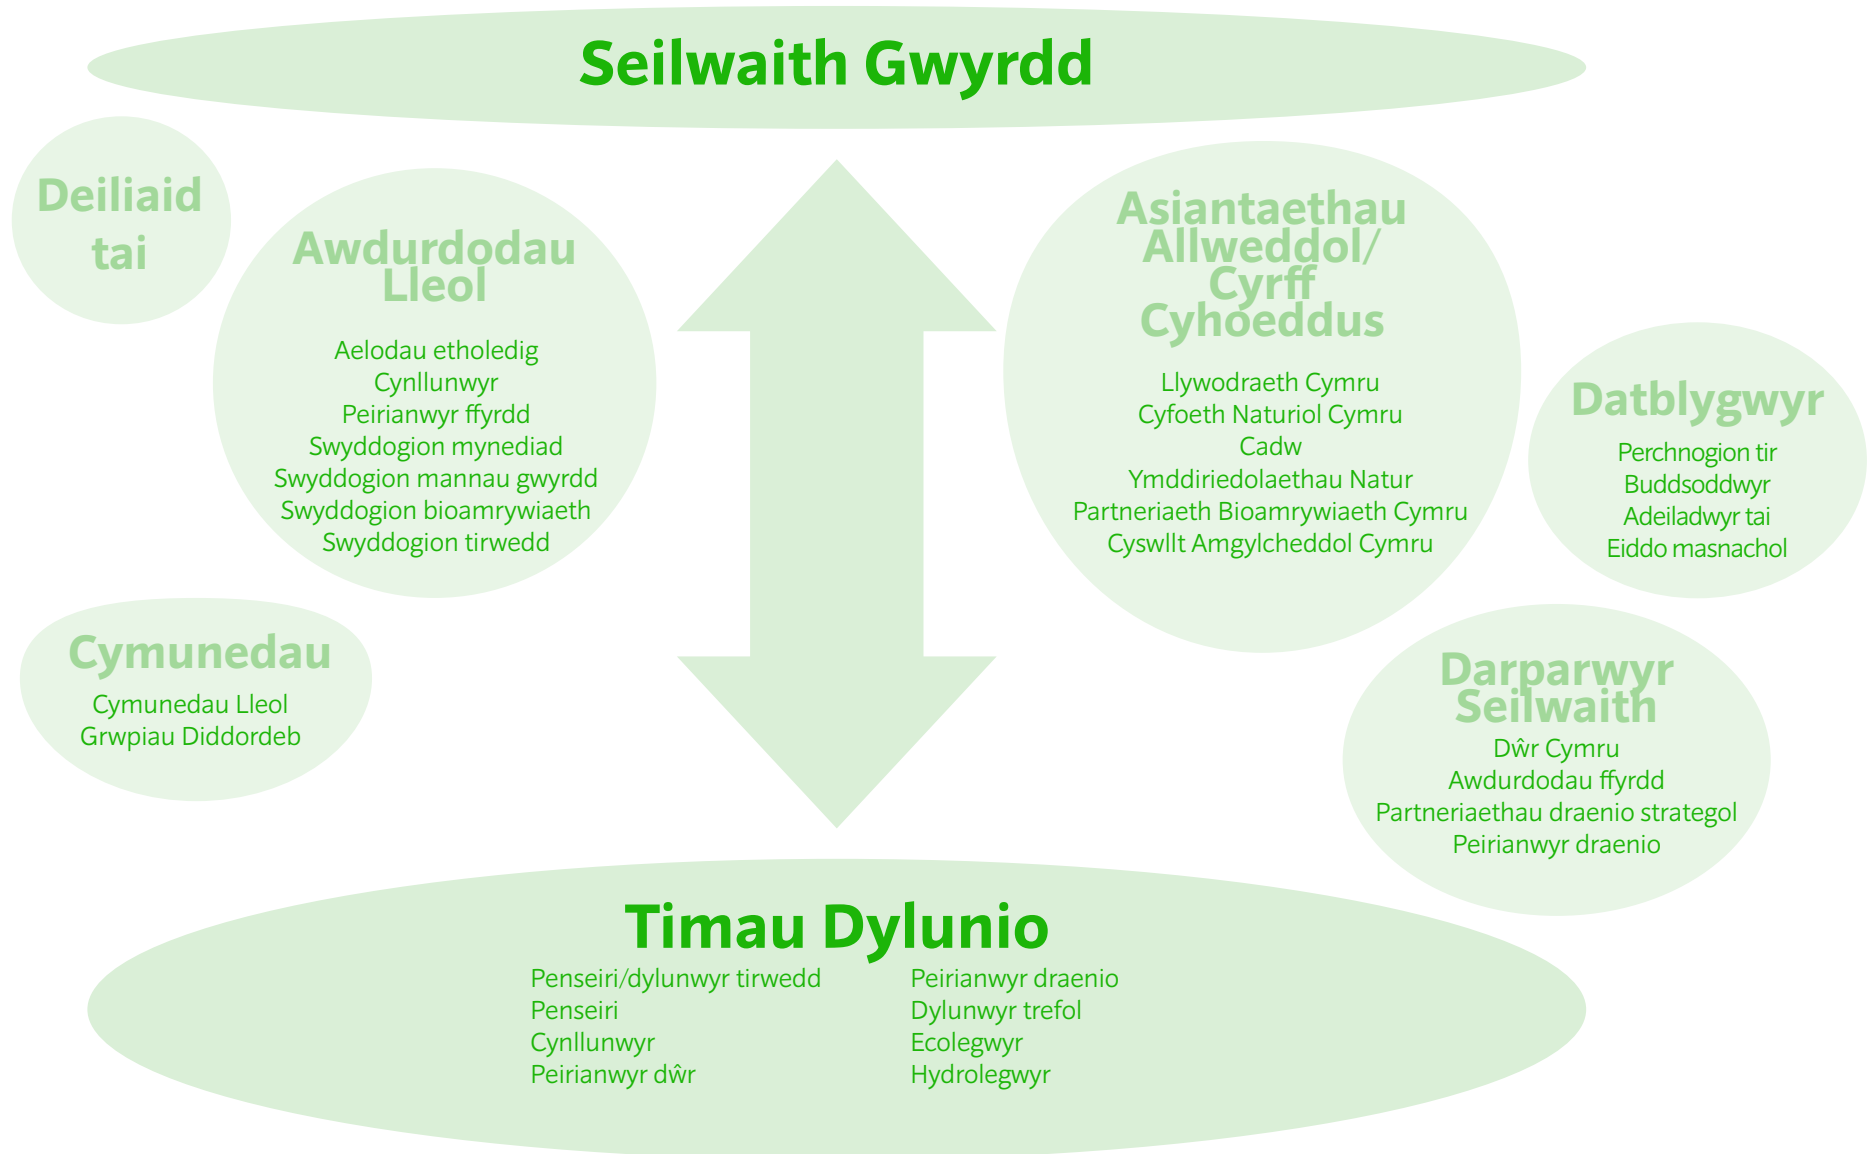 Seilwaith Gwyrdd
Deiliaid
tai
Awdurdodau
Lleol
Aelodau etholedig
Cynllunwyr
Peirianwyr ffyrdd
Swyddogion mynediad
Swyddogion mannau gwyrdd
Swyddogion bioamrywiaeth
Swyddogion tirwedd
Asiantaethau
Allweddol/
Cyrff
Cyhoeddus
Llywodraeth Cymru
Cyfoeth Naturiol Cymru
Cadw
Ymddiriedolaethau Natur
Partneriaeth Bioamrywiaeth Cymru
Cyswllt Amgylcheddol Cymru
Datblygwyr
Perchnogion tir
Buddsoddwyr
Adeiladwyr tai
Eiddo masnachol
Cymunedau
Cymunedau Lleol
Grwpiau Diddordeb
Darparwyr
Seilwaith
Dŵr Cymru
Awdurdodau ffyrdd
Partneriaethau draenio strategol
Peirianwyr draenio
Timau Dylunio
Penseiri/dylunwyr tirwedd
Penseiri
Cynllunwyr
Peirianwyr dŵr
Peirianwyr draenio
Dylunwyr trefol
Ecolegwyr
Hydrolegwyr